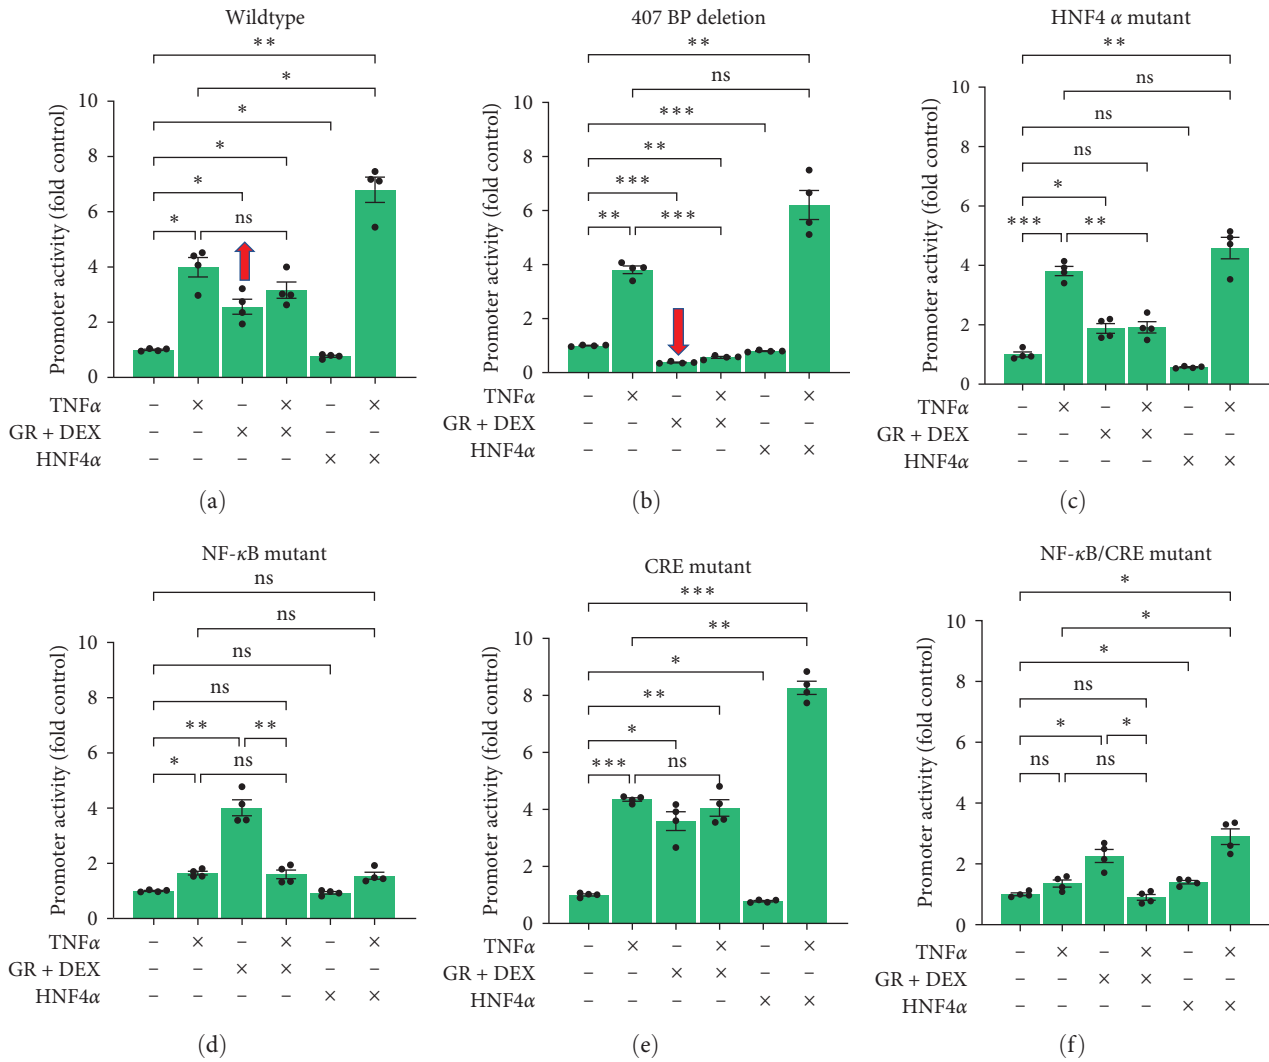 Wildtype
**
*
*
*
*
* ns
Promoter activity (fold control)
10
8
6
4
2
0
TNFα – × – × – ×
GR + DEX – – × × – –
HNF4α – – – – × ×
(a)
407 BP deletion
**
ns
***
**
***
** ***
Promoter activity (fold control)
10
8
6
4
2
0
TNFα – × – × – ×
GR + DEX – – × × – –
HNF4α – – – – × ×
(b)
HNF4 α mutant
**
ns
ns
ns
*
*** **
Promoter activity (fold control)
10
8
6
4
2
0
TNFα – × – × – ×
GR + DEX – – × × – –
HNF4α – – – – × ×
(c)
NF-κB mutant
ns
ns
ns
ns
** **
* ns
Promoter activity (fold control)
10
8
6
4
2
0
TNFα – × – × – ×
GR + DEX – – × × – –
HNF4α – – – – × ×
(d)
CRE mutant
***
**
*
**
*
*** ns
Promoter activity (fold control)
10
8
6
4
2
0
TNFα – × – × – ×
GR + DEX – – × × – –
HNF4α – – – – × ×
(e)
NF-κB/CRE mutant
*
*
*
ns
* *
ns ns
Promoter activity (fold control)
10
8
6
4
2
0
TNFα – × – × – ×
GR + DEX – – × × – –
HNF4α – – – – × ×
(f)